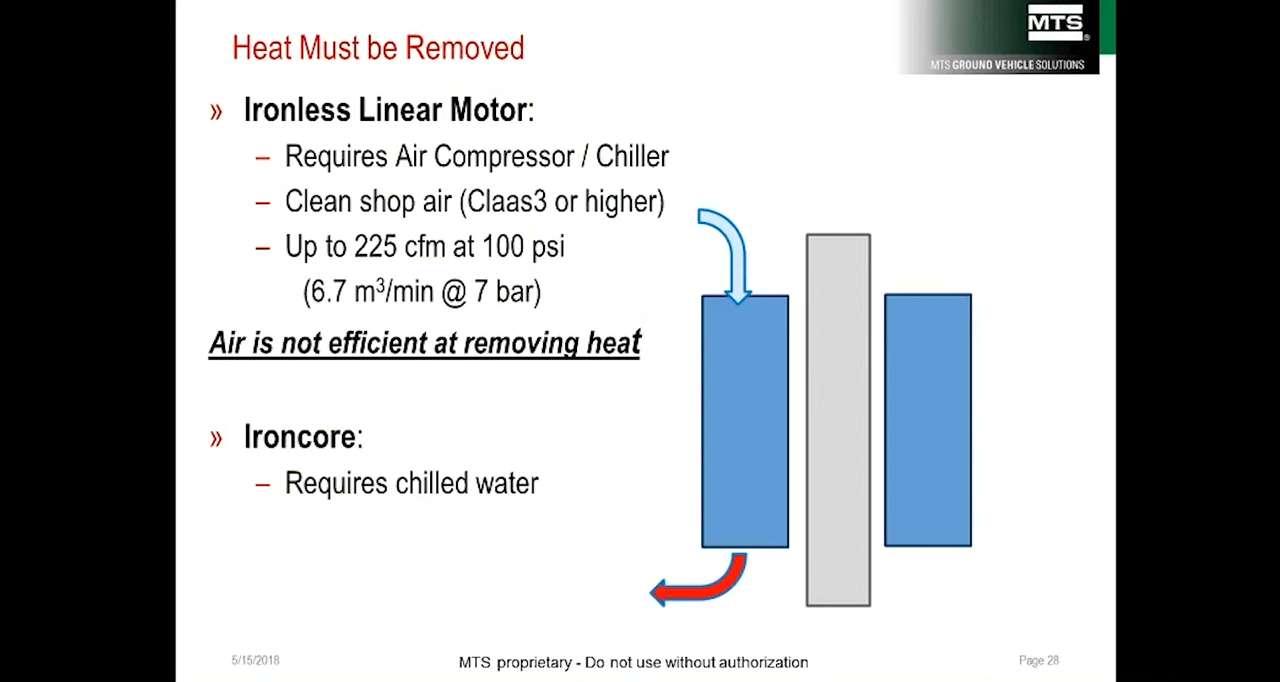 Heat Must be Removed
MTS
MTS GROUND VEHICLE SOLUTIONS
» Ironless Linear Motor:
– Requires Air Compressor / Chiller
– Clean shop air (Claas3 or higher)
– Up to 225 cfm at 100 psi
(6.7 m³/min @ 7 bar)
Air is not efficient at removing heat
» Ironcore:
– Requires chilled water
5/15/2018
MTS proprietary - Do not use without authorization
Page 28